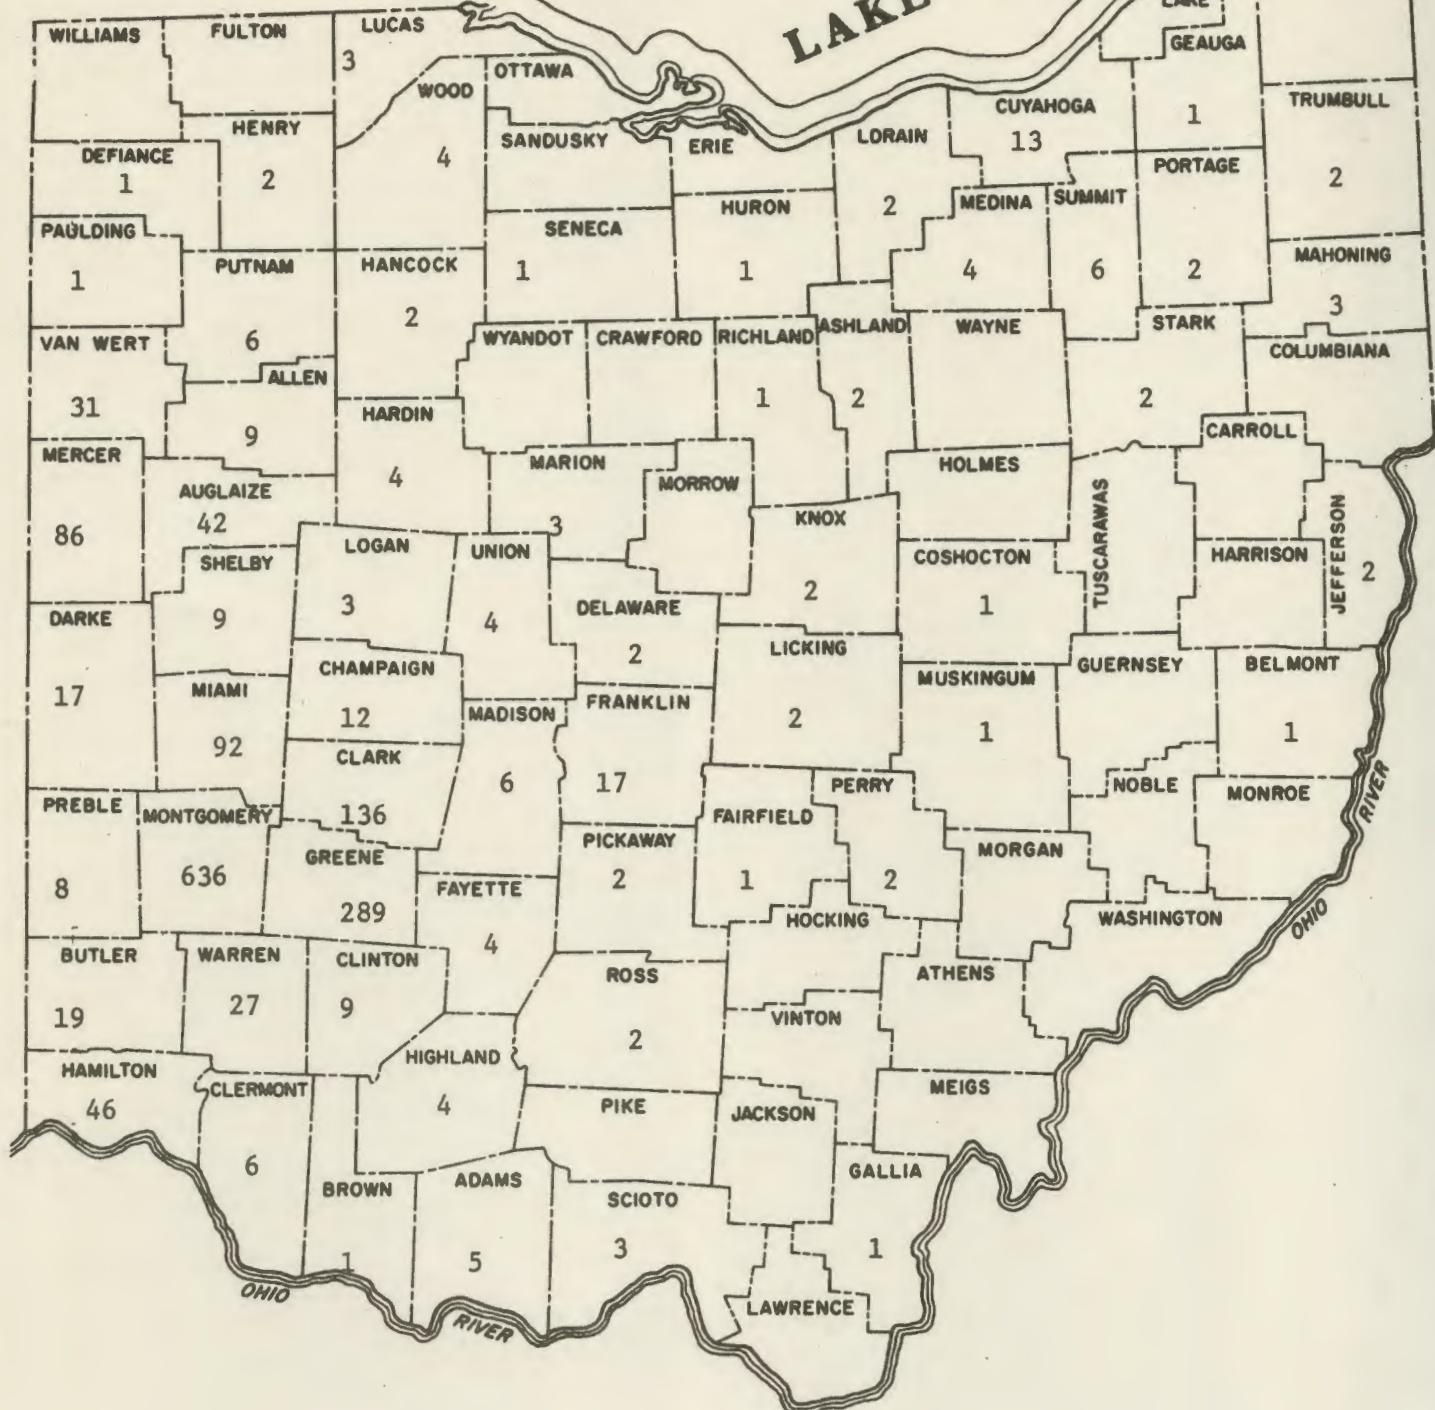 LAKE
WILLIAMS
FULTON
LUCAS
3
WOOD
4
OTTAWA
SANDUSKY
ERIE
LORAIN
2
CUYAHOGA
13
LAKE
GEAUGA
1
TRUMBULL
2
DEFIANCE
1
HENRY
2
HURON
1
MEDINA
4
SUMMIT
6
PORTAGE
2
MAHONING
3
PAULDING
1
PUTNAM
6
HANCOCK
2
SENECA
1
VAN WERT
31
ALLEN
9
WYANDOT
CRAWFORD
RICHLAND
1
ASHLAND
2
WAYNE
STARK
2
COLUMBIANA
MERCER
86
AUGLAIZE
42
HARDIN
4
MARION
3
MORROW
KNOX
2
HOLMES
TUSCARAWAS
CARROLL
JEFFERSON
2
HARRISON
SHELBY
9
LOGAN
3
UNION
4
DELAWARE
2
COSHOCTON
1
DARKE
17
MIAMI
92
CHAMPAIGN
12
LICKING
2
MUSKINGUM
1
GUERNSEY
BELMONT
1
CLARK
136
MADISON
6
FRANKLIN
17
PREBLE
8
MONTGOMERY
636
GREENE
289
FAYETTE
4
PICKAWAY
2
FAIRFIELD
1
PERRY
2
MORGAN
NOBLE
MONROE
OHIO
RIVER
HOCKING
WASHINGTON
BUTLER
19
WARREN
27
CLINTON
9
ROSS
2
VINTON
ATHENS
HAMILTON
46
CLERMONT
6
HIGHLAND
4
PIKE
JACKSON
MEIGS
BROWN
1
ADAMS
5
SCIOTO
3
GALLIA
1
LAWRENCE
OHIO
RIVER